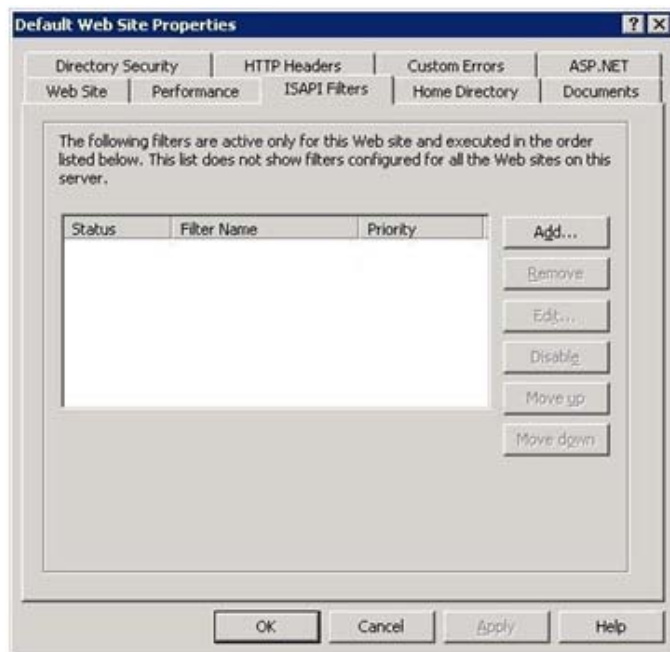 Default Web Site Properties
? X
Directory Security HTTP Headers Custom Errors ASP.NET
Web Site Performance ISAPI Filters Home Directory Documents
The following filters are active only for this Web site and executed in the order
listed below. This list does not show filters configured for all the Web sites on this
server.
Status Filter Name Priority
Add...
Remove
Edit...
Disable
Move up
Move down
OK Cancel Apply Help